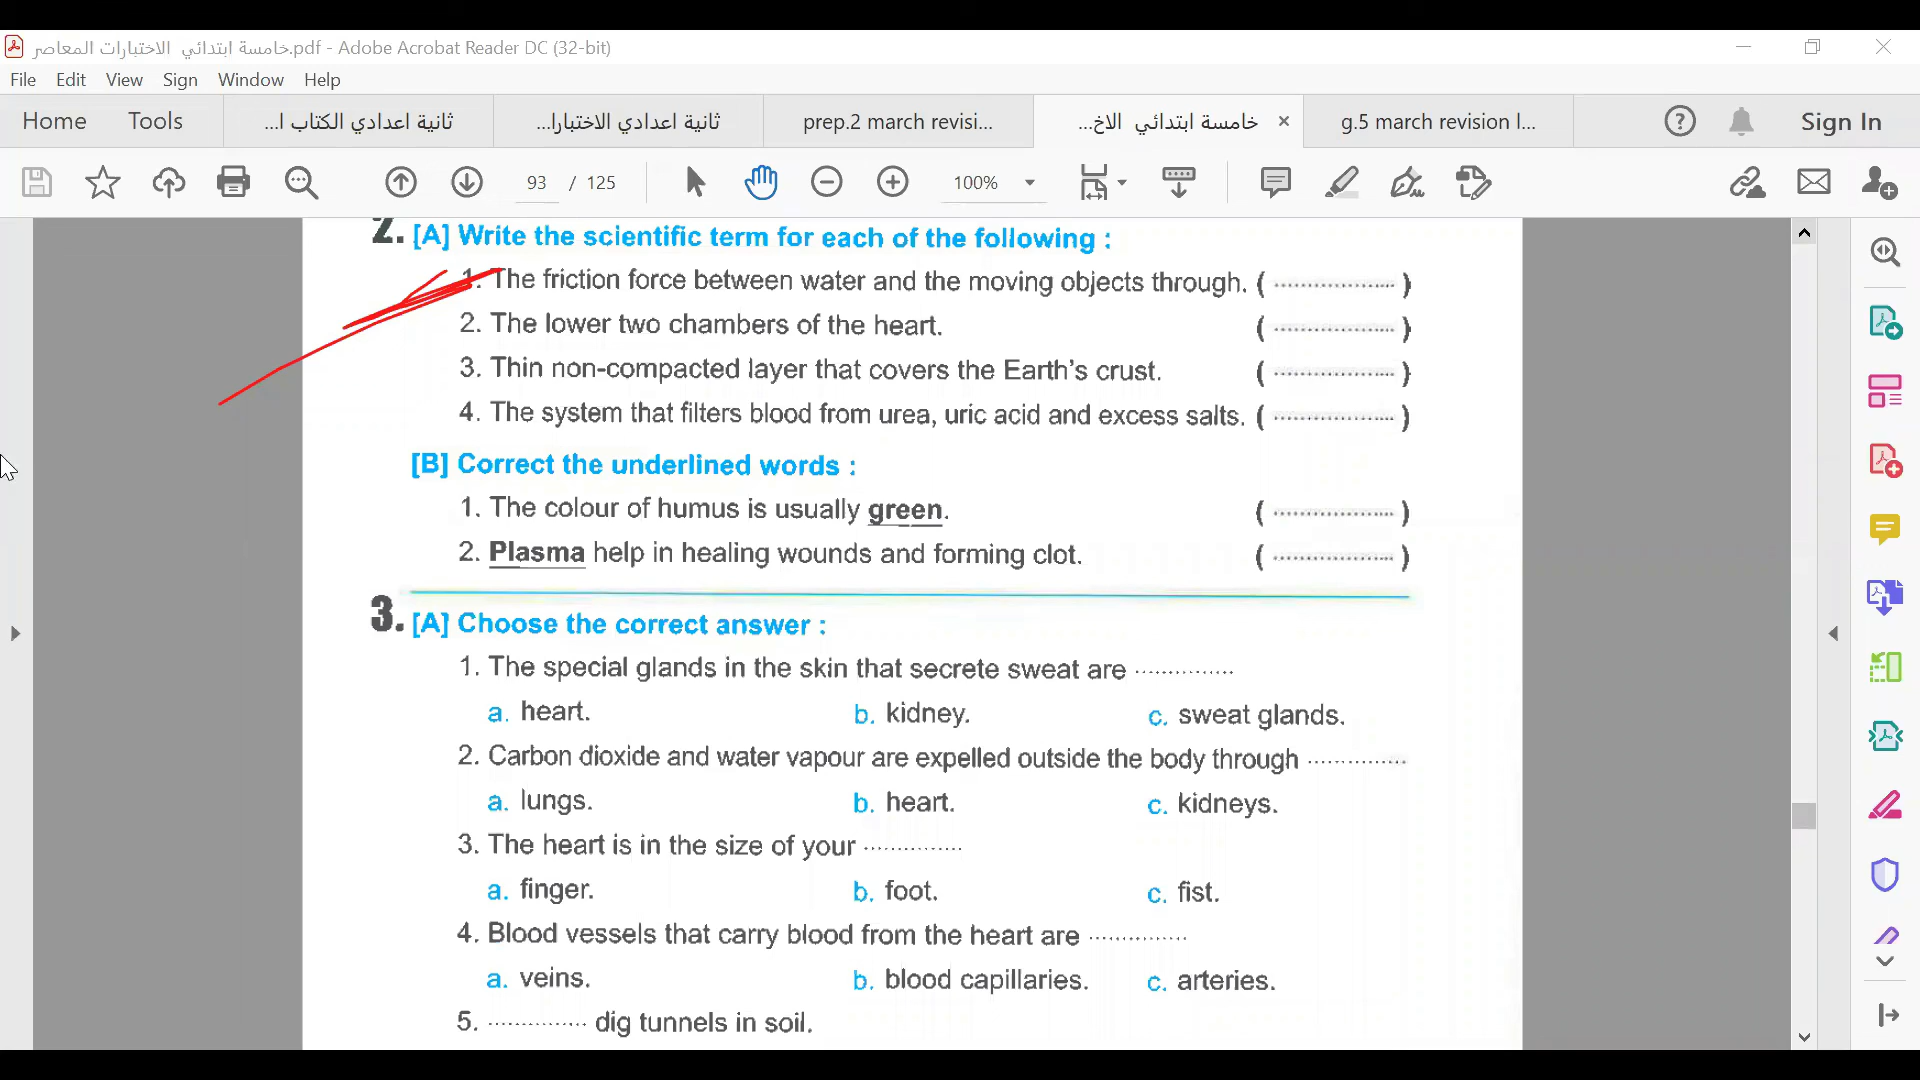 خامسة ابتدائي الاختبارات المعاصر.pdf - Adobe Acrobat Reader DC (32-bit)
File Edit View Sign Window Help
Home Tools ثانية اعدادي الكتاب ا... ثانية اعدادي الاختبارا... prep.2 march revisi... خامسة ابتدائي الاخ... × g.5 march revision l... Sign In
93 / 125 100%
2. [A] Write the scientific term for each of the following :
1. The friction force between water and the moving objects through. (....................)
2. The lower two chambers of the heart. (....................)
3. Thin non-compacted layer that covers the Earth's crust. (....................)
4. The system that filters blood from urea, uric acid and excess salts. (....................)
[B] Correct the underlined words :
1. The colour of humus is usually green. (....................)
2. Plasma help in healing wounds and forming clot. (....................)
3. [A] Choose the correct answer :
1. The special glands in the skin that secrete sweat are ...............
a. heart. b. kidney. c. sweat glands.
2. Carbon dioxide and water vapour are expelled outside the body through ...............
a. lungs. b. heart. c. kidneys.
3. The heart is in the size of your ...............
a. finger. b. foot. c. fist.
4. Blood vessels that carry blood from the heart are ...............
a. veins. b. blood capillaries. c. arteries.
5. ............... dig tunnels in soil.